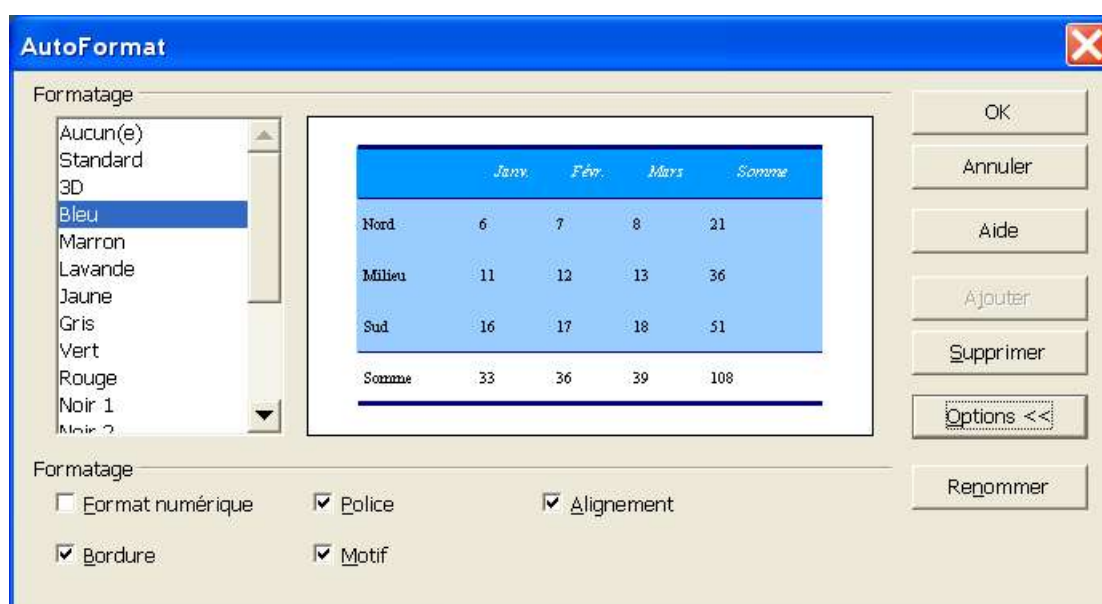 AutoFormat
Formatage
Aucun(e)
Standard
3D
Bleu
Marron
Lavande
Jaune
Gris
Vert
Rouge
Noir 1
Noir 2
Janv. Févr. Mars Somme
Nord 6 7 8 21
Milieu 11 12 13 36
Sud 16 17 18 51
Somme 33 36 39 108
OK
Annuler
Aide
Ajouter
Supprimer
Options <<
Renommer
Formatage
Format numérique Police Alignement
Bordure Motif